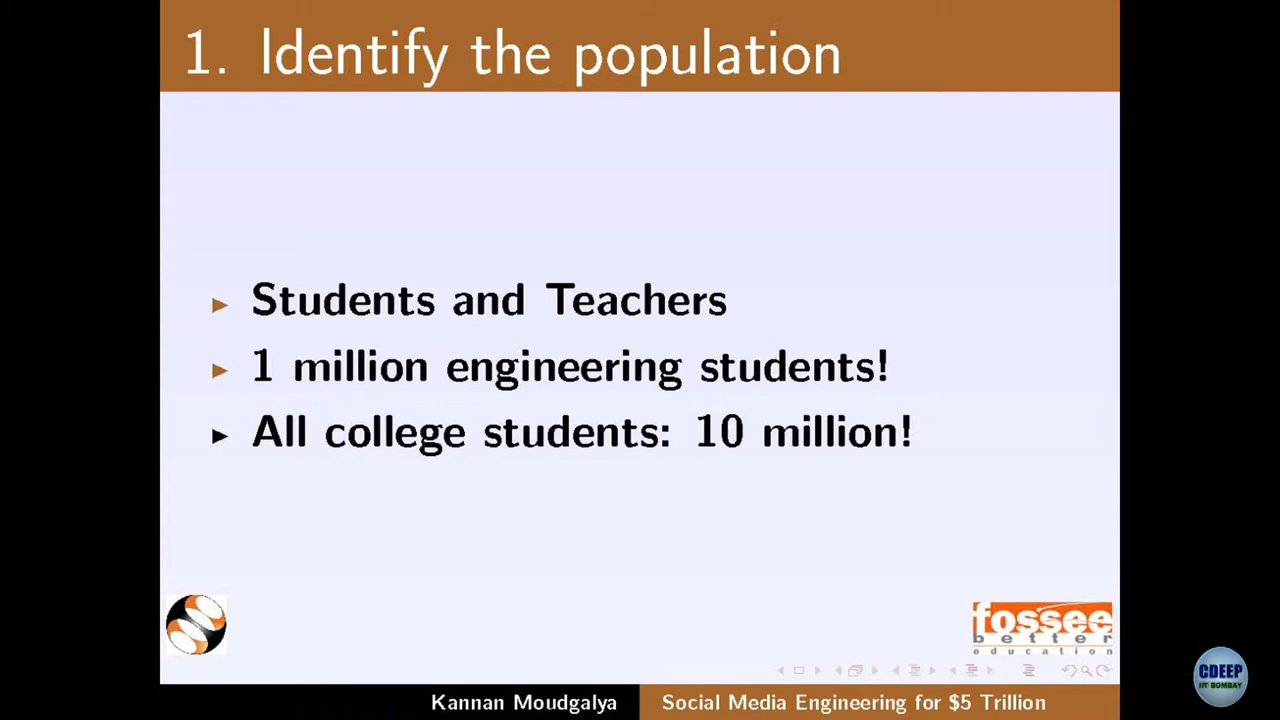 1. Identify the population
Students and Teachers
1 million engineering students!
All college students: 10 million!
fossee
better
education
CDEEP
IIT BOMBAY
Kannan Moudgalya
Social Media Engineering for $5 Trillion